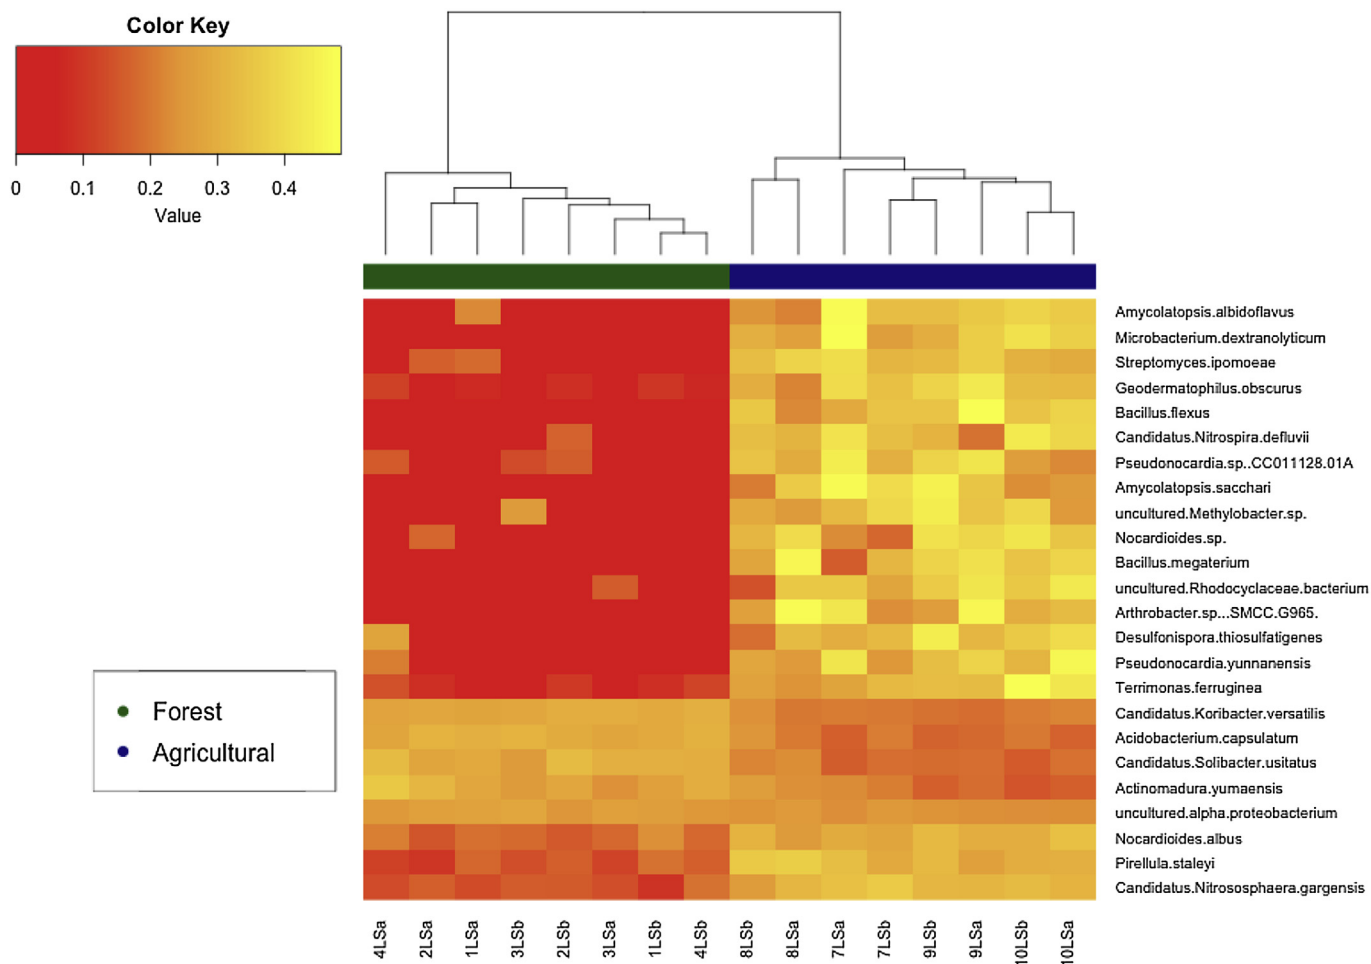 Color Key
0 0.1 0.2 0.3 0.4
Value
Amycolatopsis.albidoflavus
Microbacterium.dextranolyticum
Streptomyces.ipomoeae
Geodermatophilus.obscurus
Bacillus.flexus
Candidatus.Nitrospira.defluvii
Pseudonocardia.sp..CC011128.01A
Amycolatopsis.sacchari
uncultured.Methylobacter.sp.
Nocardioides.sp.
Bacillus.megaterium
uncultured.Rhodocyclaceae.bacterium
Arthrobacter.sp...SMCC.G965.
Desulfonispora.thiosulfatigenes
Pseudonocardia.yunnanensis
Terrimonas.ferruginea
Candidatus.Koribacter.versatilis
Acidobacterium.capsulatum
Candidatus.Solibacter.usitatus
Actinomadura.yumaensis
uncultured.alpha.proteobacterium
Nocardioides.albus
Pirellula.staleyi
Candidatus.Nitrososphaera.gargensis
Forest
Agricultural
4LSa
2LSa
1LSa
3LSb
2LSb
3LSa
1LSb
4LSb
8LSb
8LSa
7LSa
7LSb
9LSb
9LSa
10LSb
10LSa